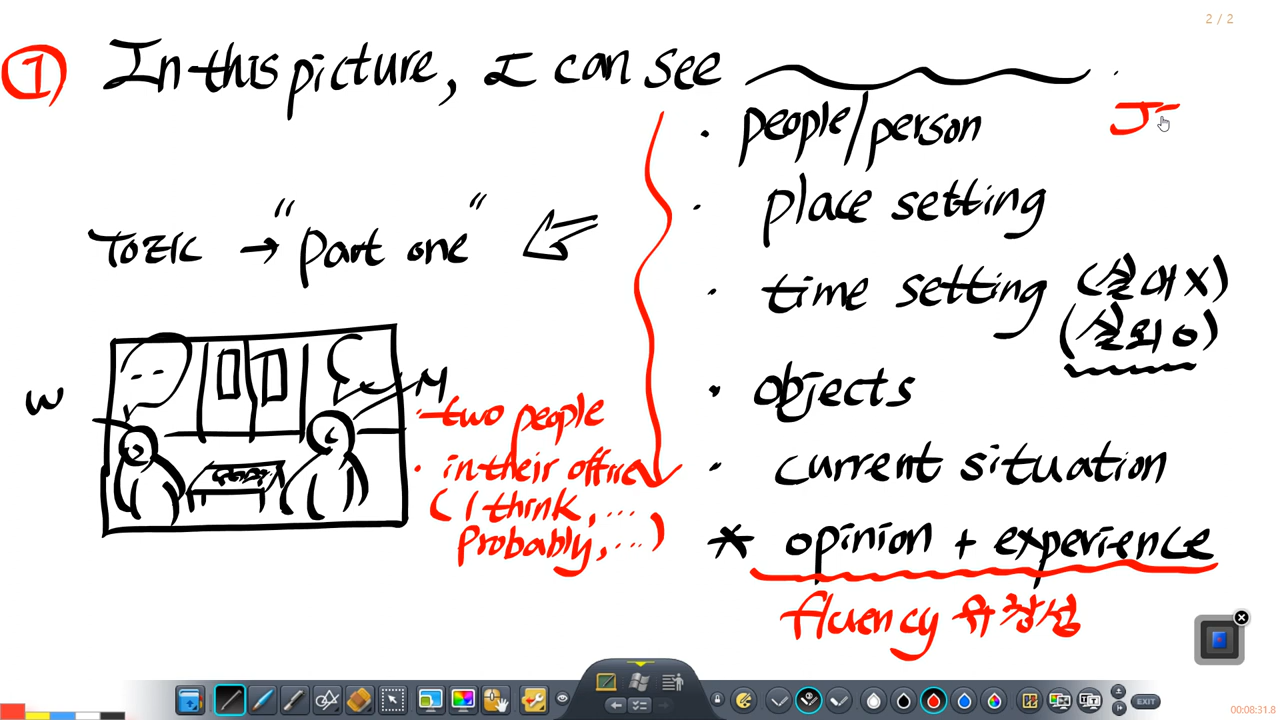 2 / 2
① In this picture, I can see
· people/person
· place setting
TOZIC → "part one"
· time setting (실내X)
(실외O)
· objects
W
M
· two people
· in their office
(I think, ...
Probably, ...)
· current situation
* opinion + experience
fluency 유창성
EXIT
00:08:31.8